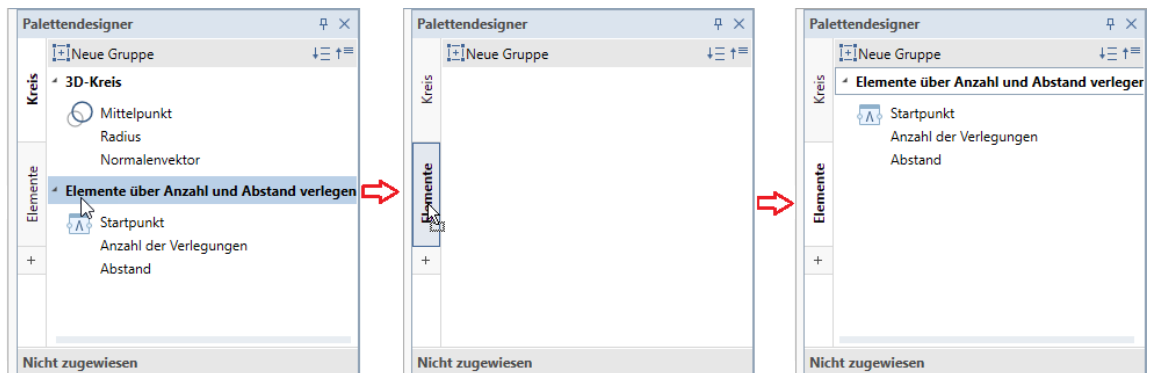 Palettendesigner
Neue Gruppe
Kreis
Elemente
+
3D-Kreis
Mittelpunkt
Radius
Normalenvektor
Elemente über Anzahl und Abstand verlegen
Startpunkt
Anzahl der Verlegungen
Abstand
Nicht zugewiesen
Palettendesigner
Neue Gruppe
Kreis
Elemente
+
Nicht zugewiesen
Palettendesigner
Neue Gruppe
Kreis
Elemente
+
Elemente über Anzahl und Abstand verleger
Startpunkt
Anzahl der Verlegungen
Abstand
Nicht zugewiesen